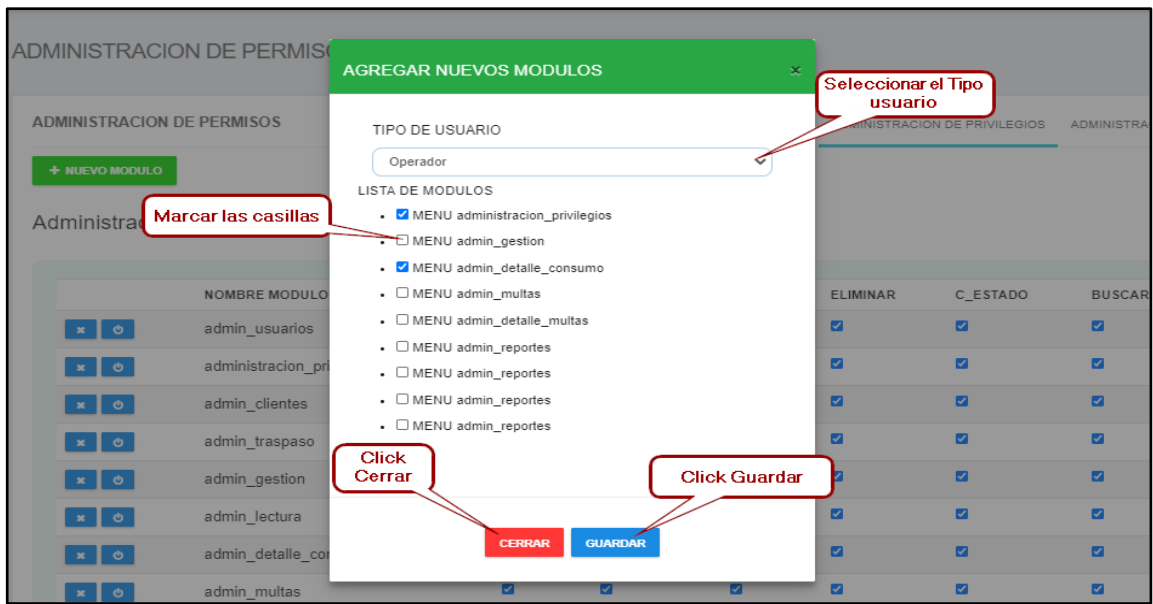 ADMINISTRACION DE PERMISO
AGREGAR NUEVOS MODULOS ×
Seleccionar el Tipo
usuario
ADMINISTRACION DE PERMISOS
TIPO DE USUARIO
ADMINISTRACION DE PRIVILEGIOS ADMINISTRA
+ NUEVO MODULO
Operador
LISTA DE MODULOS
Marcar las casillas
Administrac
MENU administracion_privilegios
MENU admin_gestion
MENU admin_detalle_consumo
MENU admin_multas
MENU admin_detalle_multas
MENU admin_reportes
MENU admin_reportes
MENU admin_reportes
MENU admin_reportes
NOMBRE MODULO ELIMINAR C_ESTADO BUSCAR
admin_usuarios
administracion_pri
admin_clientes
admin_traspaso
admin_gestion
admin_lectura
admin_detalle_con
admin_multas
Click
Cerrar
Click Guardar
CERRAR GUARDAR